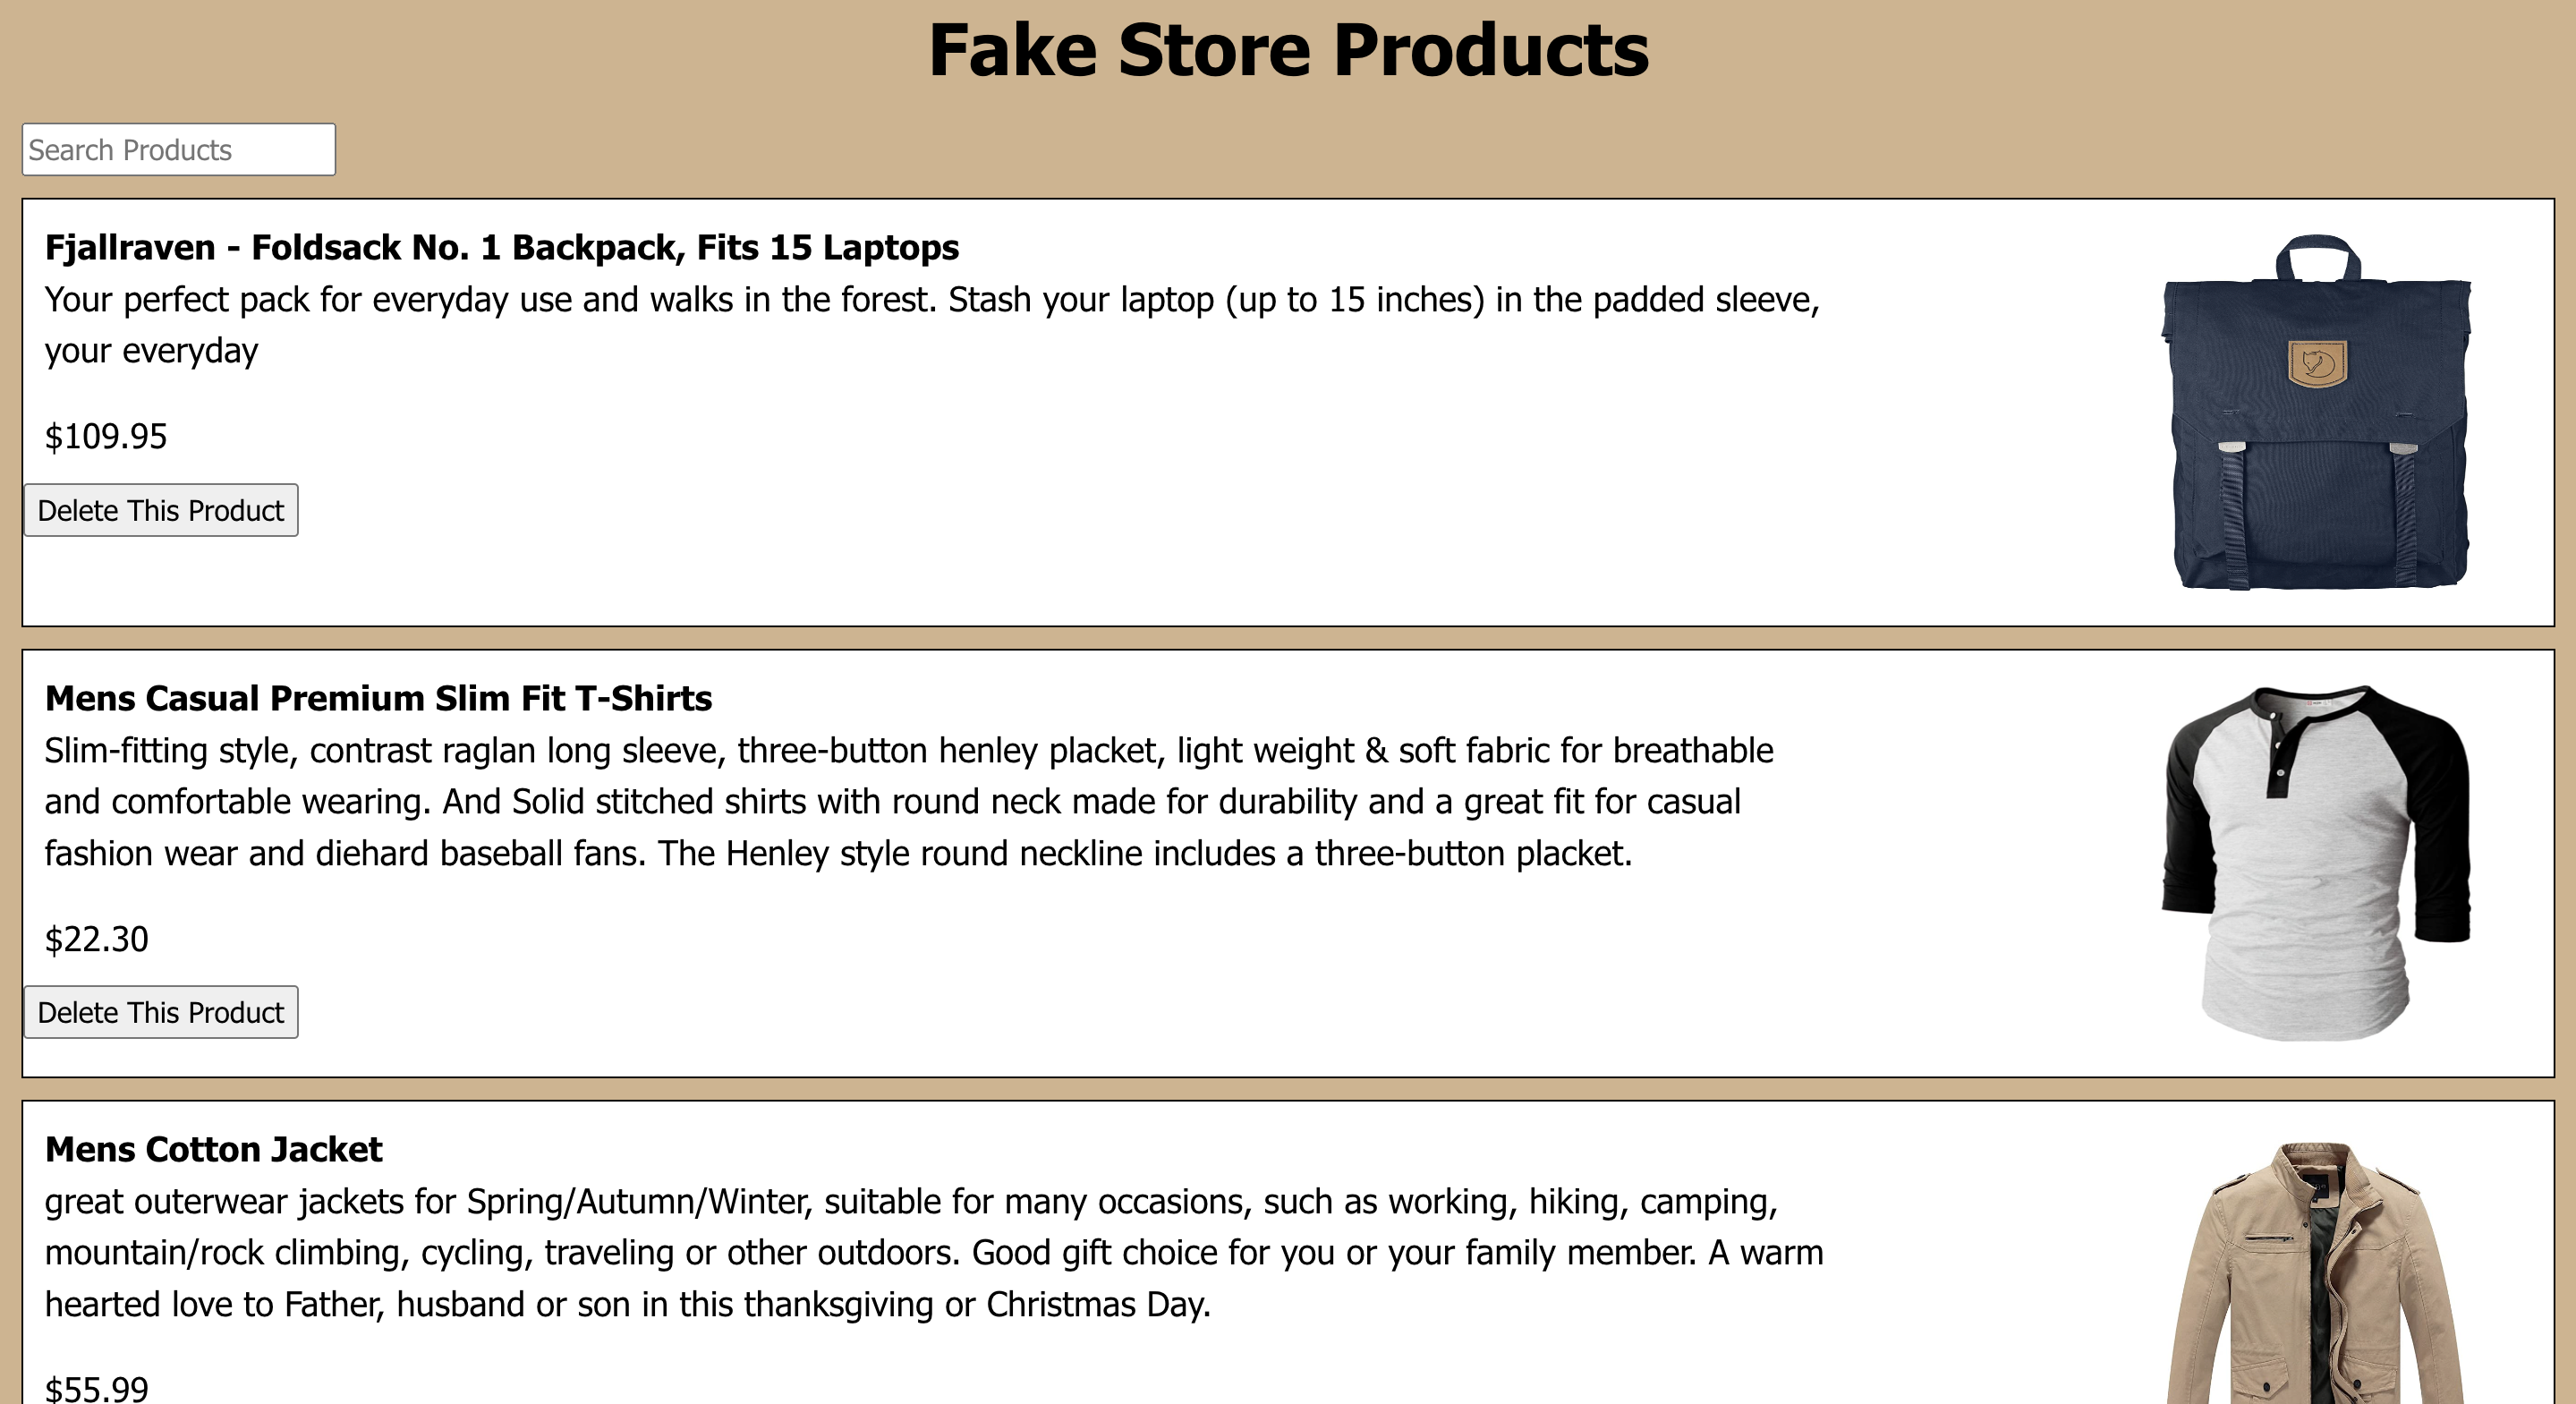 Fake Store Products
Search Products
Fjallraven - Foldsack No. 1 Backpack, Fits 15 Laptops
Your perfect pack for everyday use and walks in the forest. Stash your laptop (up to 15 inches) in the padded sleeve,
your everyday
$109.95
Delete This Product
Mens Casual Premium Slim Fit T-Shirts
Slim-fitting style, contrast raglan long sleeve, three-button henley placket, light weight & soft fabric for breathable
and comfortable wearing. And Solid stitched shirts with round neck made for durability and a great fit for casual
fashion wear and diehard baseball fans. The Henley style round neckline includes a three-button placket.
$22.30
Delete This Product
Mens Cotton Jacket
great outerwear jackets for Spring/Autumn/Winter, suitable for many occasions, such as working, hiking, camping,
mountain/rock climbing, cycling, traveling or other outdoors. Good gift choice for you or your family member. A warm
hearted love to Father, husband or son in this thanksgiving or Christmas Day.
$55.99